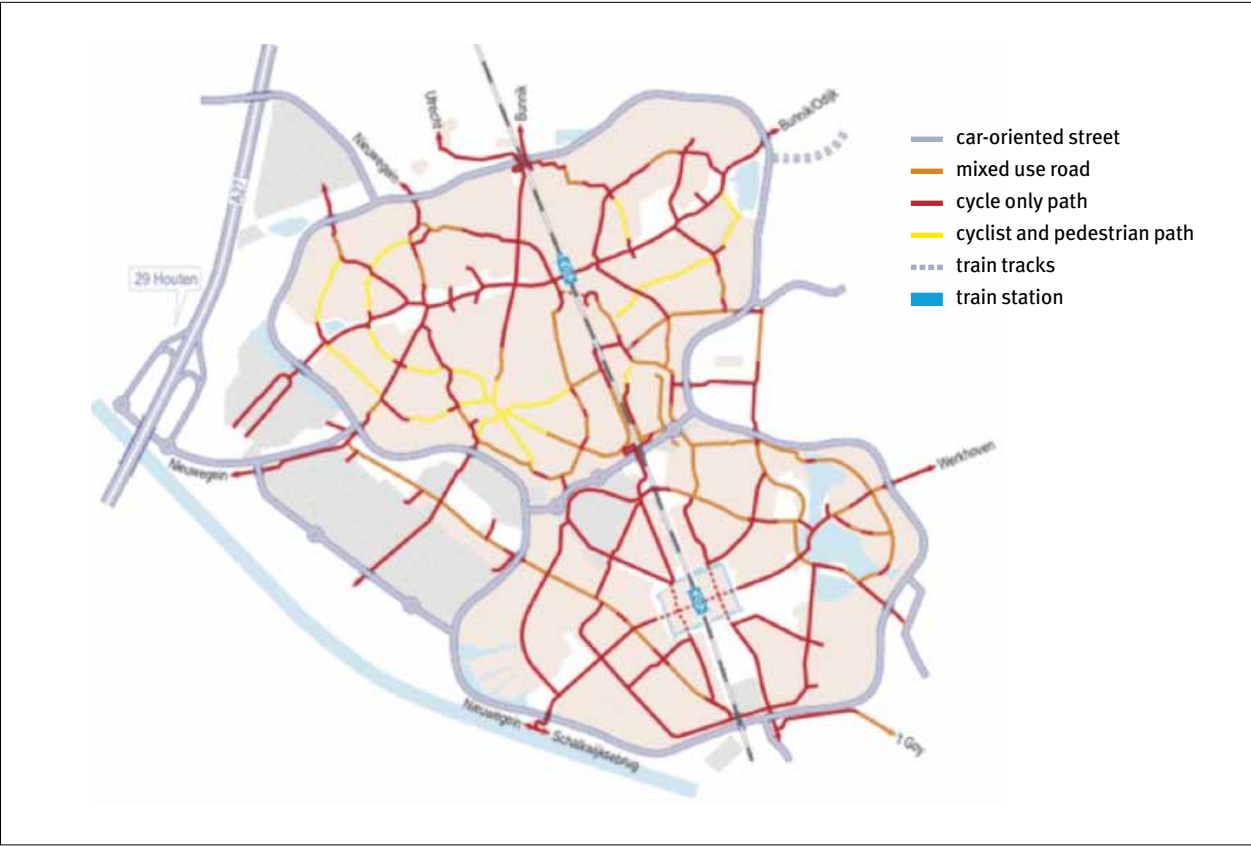 Utrecht
Bunnik
Bunnik/Odijk
Nieuwegein
A27
29 Houten
Nieuwegein
Werkhoven
Nieuwegein
Schalkwijksebrug
't Goy
car-oriented street
mixed use road
cycle only path
cyclist and pedestrian path
train tracks
train station